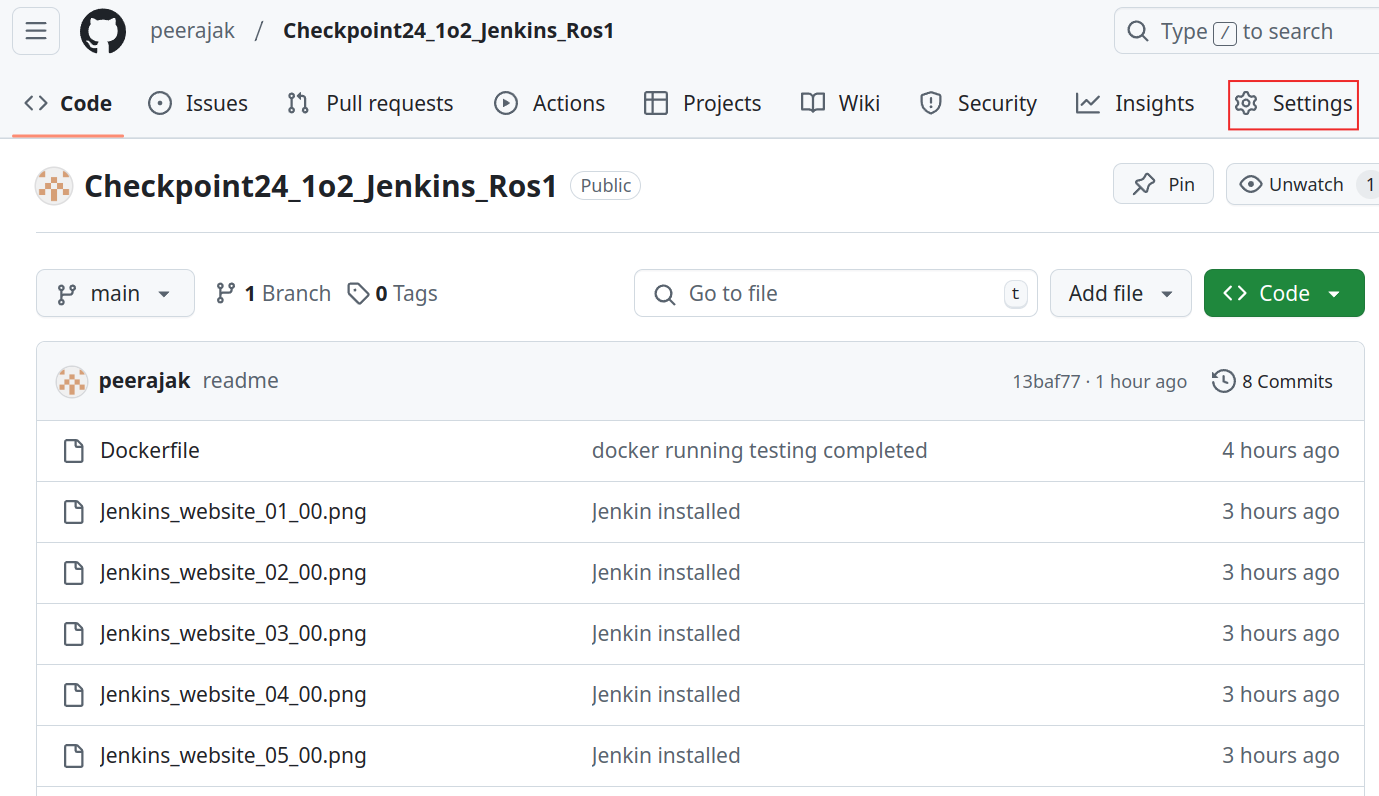 peerajak / Checkpoint24_1o2_Jenkins_Ros1 Type / to search
Code Issues Pull requests Actions Projects Wiki Security Insights Settings
Checkpoint24_1o2_Jenkins_Ros1 Public Pin Unwatch 1
main 1 Branch 0 Tags Go to file t Add file Code
peerajak readme 13baf77 · 1 hour ago 8 Commits
Dockerfile docker running testing completed 4 hours ago
Jenkins_website_01_00.png Jenkin installed 3 hours ago
Jenkins_website_02_00.png Jenkin installed 3 hours ago
Jenkins_website_03_00.png Jenkin installed 3 hours ago
Jenkins_website_04_00.png Jenkin installed 3 hours ago
Jenkins_website_05_00.png Jenkin installed 3 hours ago